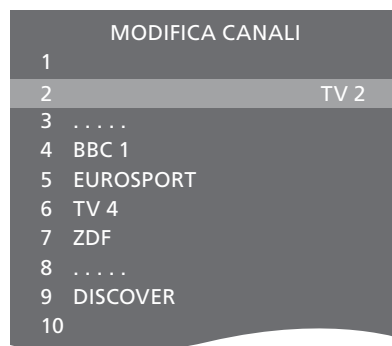 MODIFICA CANALI
1
2 TV 2
3 . . . . .
4 BBC 1
5 EUROSPORT
6 TV 4
7 ZDF
8 . . . . .
9 DISCOVER
10